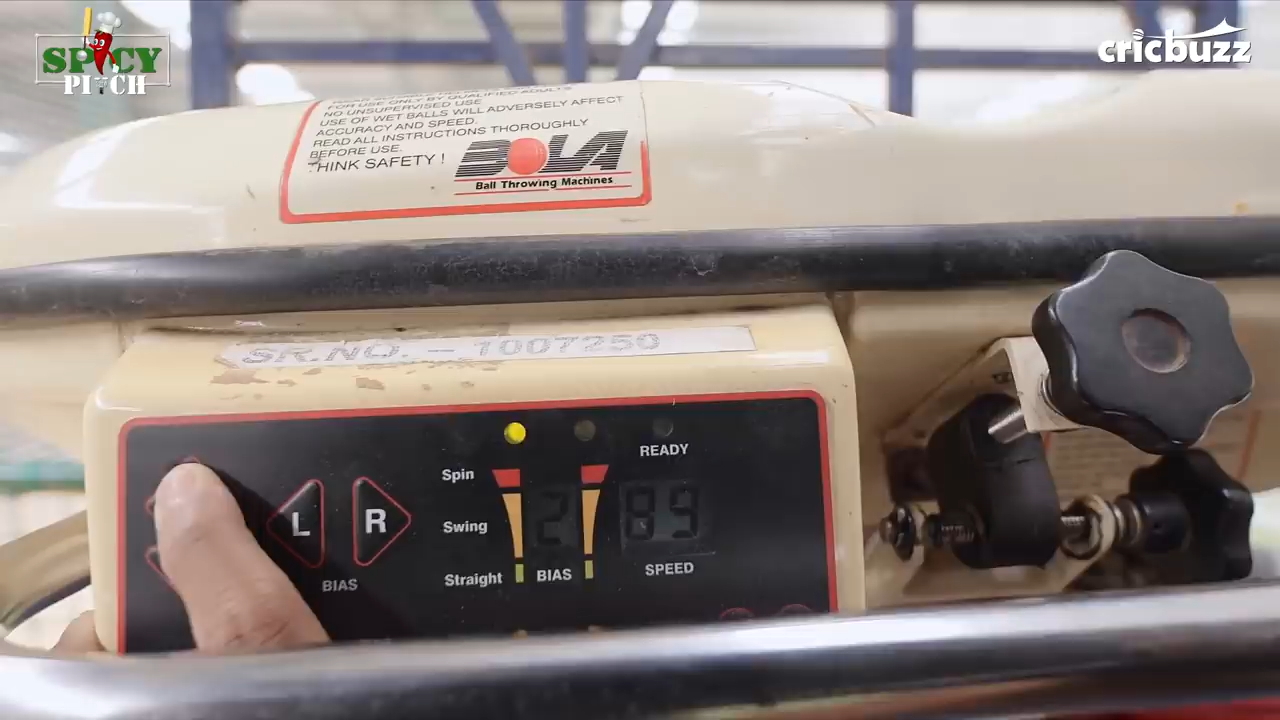 SPICY
PITCH
cricbuzz
FOR USE ONLY BY QUALIFIED ADULTS
NO UNSUPERVISED USE
USE OF WET BALLS WILL ADVERSELY AFFECT
ACCURACY AND SPEED.
READ ALL INSTRUCTIONS THOROUGHLY
BEFORE USE.
THINK SAFETY !
BOLA
Ball Throwing Machines
SR.NO. - 1007250
READY
Spin
L R
2 89
Swing
Straight BIAS SPEED
BIAS